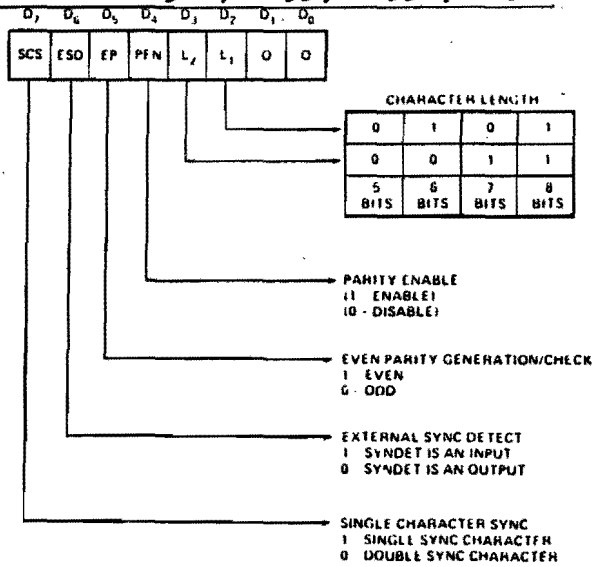 D7 D6 D5 D4 D3 D2 D1 D0
SCS ESD EP PEN L2 L1 0 0
CHARACTER LENGTH
0 1 0 1
0 0 1 1
5 BITS 6 BITS 7 BITS 8 BITS
PARITY ENABLE
(1 ENABLE)
(0 - DISABLE)
EVEN PARITY GENERATION/CHECK
1 EVEN
0 - ODD
EXTERNAL SYNC DETECT
1 SYNDET IS AN INPUT
0 SYNDET IS AN OUTPUT
SINGLE CHARACTER SYNC
1 SINGLE SYNC CHARACTER
0 DOUBLE SYNC CHARACTER